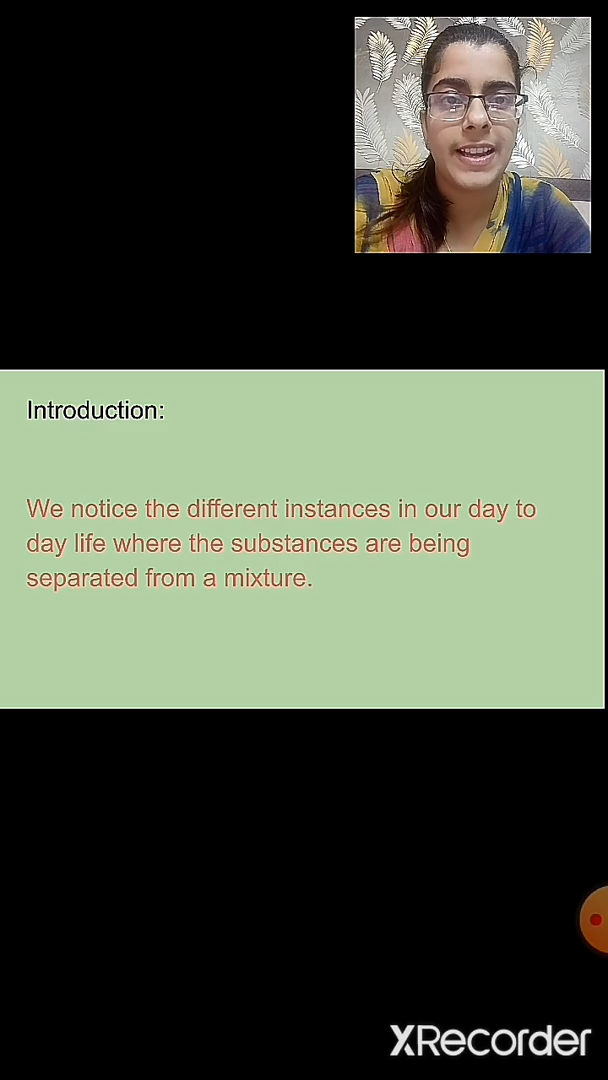 Introduction:
We notice the different instances in our day to
day life where the substances are being
separated from a mixture.
XRecorder